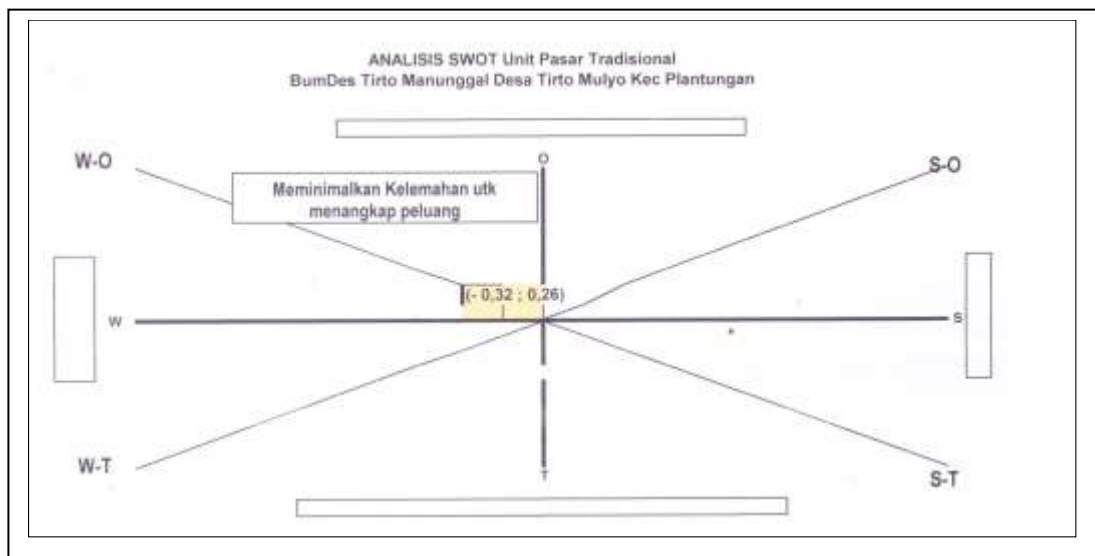 ANALISIS SWOT Unit Pasar Tradisional
BumDes Tirto Manunggal Desa Tirto Mulyo Kec Plantungan
W-O
O
S-O
Meminimalkan Kelemahan utk
menangkap peluang
(- 0,32 ; 0,26)
W
S
W-T
T
S-T